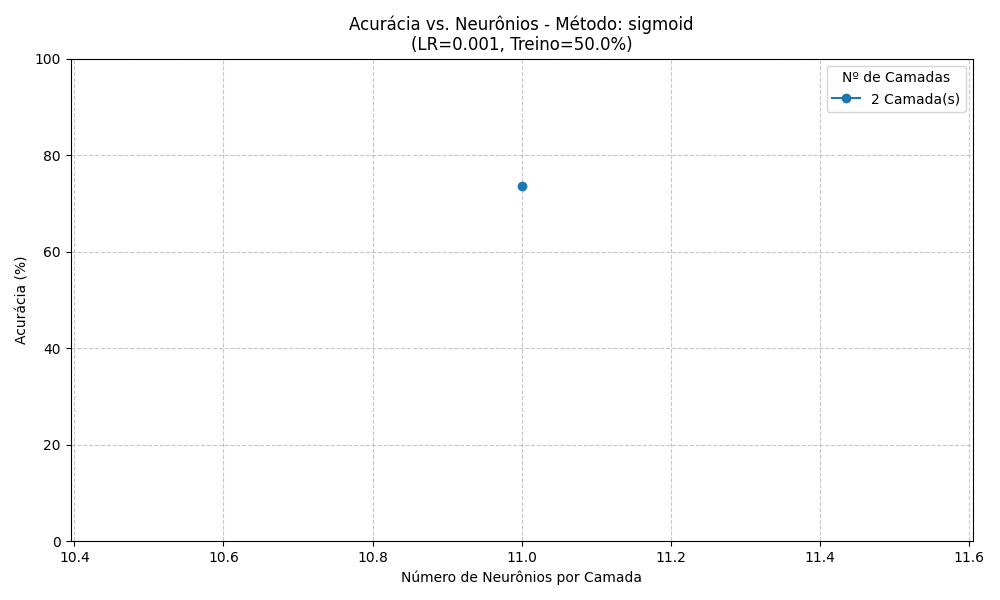 Acurácia vs. Neurônios - Método: sigmoid
(LR=0.001, Treino=50.0%)
Nº de Camadas
2 Camada(s)
Acurácia (%)
100
80
60
40
20
0
10.4
10.6
10.8
11.0
11.2
11.4
11.6
Número de Neurônios por Camada